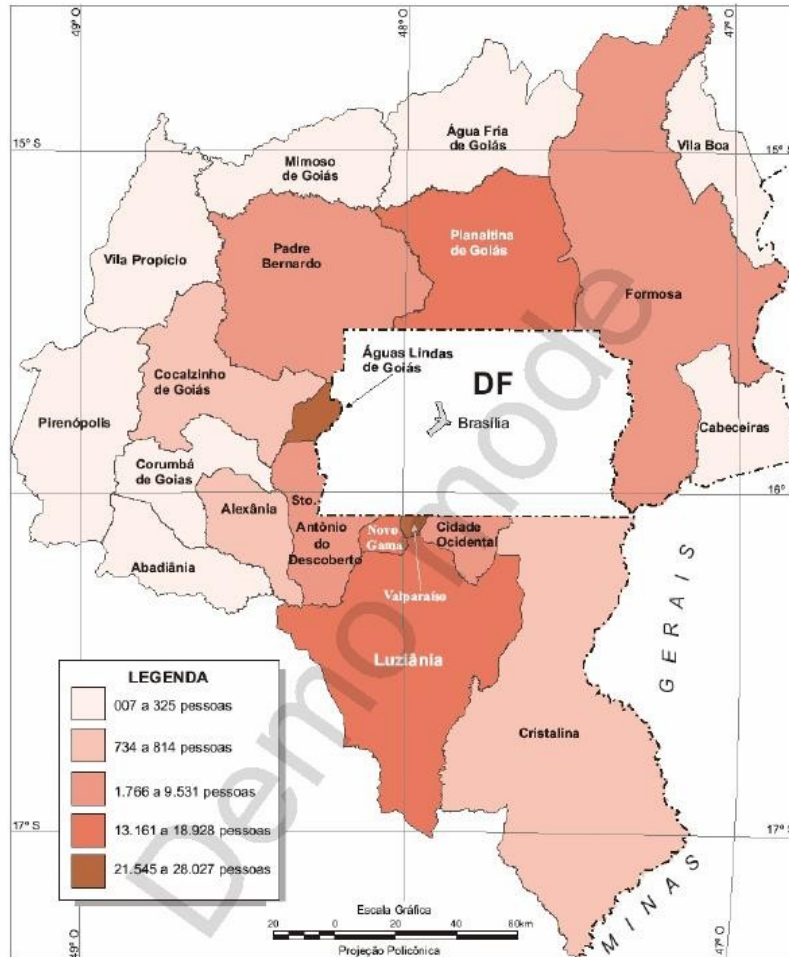 49° O
48° O
47° O
15° S
15° S
Água Fria
de Goiás
Vila Boa
Mimoso
de Goiás
Planaltina
de Goiás
Padre
Bernardo
Vila Propício
Formosa
Águas Lindas
de Goiás
DF
Cocalzinho
de Goiás
Brasília
Pirenópolis
Cabeceiras
Corumbá
de Goias
16°
Sto.
Antônio
do
Descoberto
Alexânia
Novo
Gama
Cidade
Ocidental
Abadiânia
Valparaíso
Luziânia
GERAIS
Cristalina
LEGENDA
007 a 325 pessoas
734 a 814 pessoas
1.766 a 9.531 pessoas
13.161 a 18.928 pessoas
21.545 a 28.027 pessoas
17° S
17° S
MINAS
Escala Gráfica
20 0 20 40 60km
Projeção Policônica
49° O
47° O
Demo mode